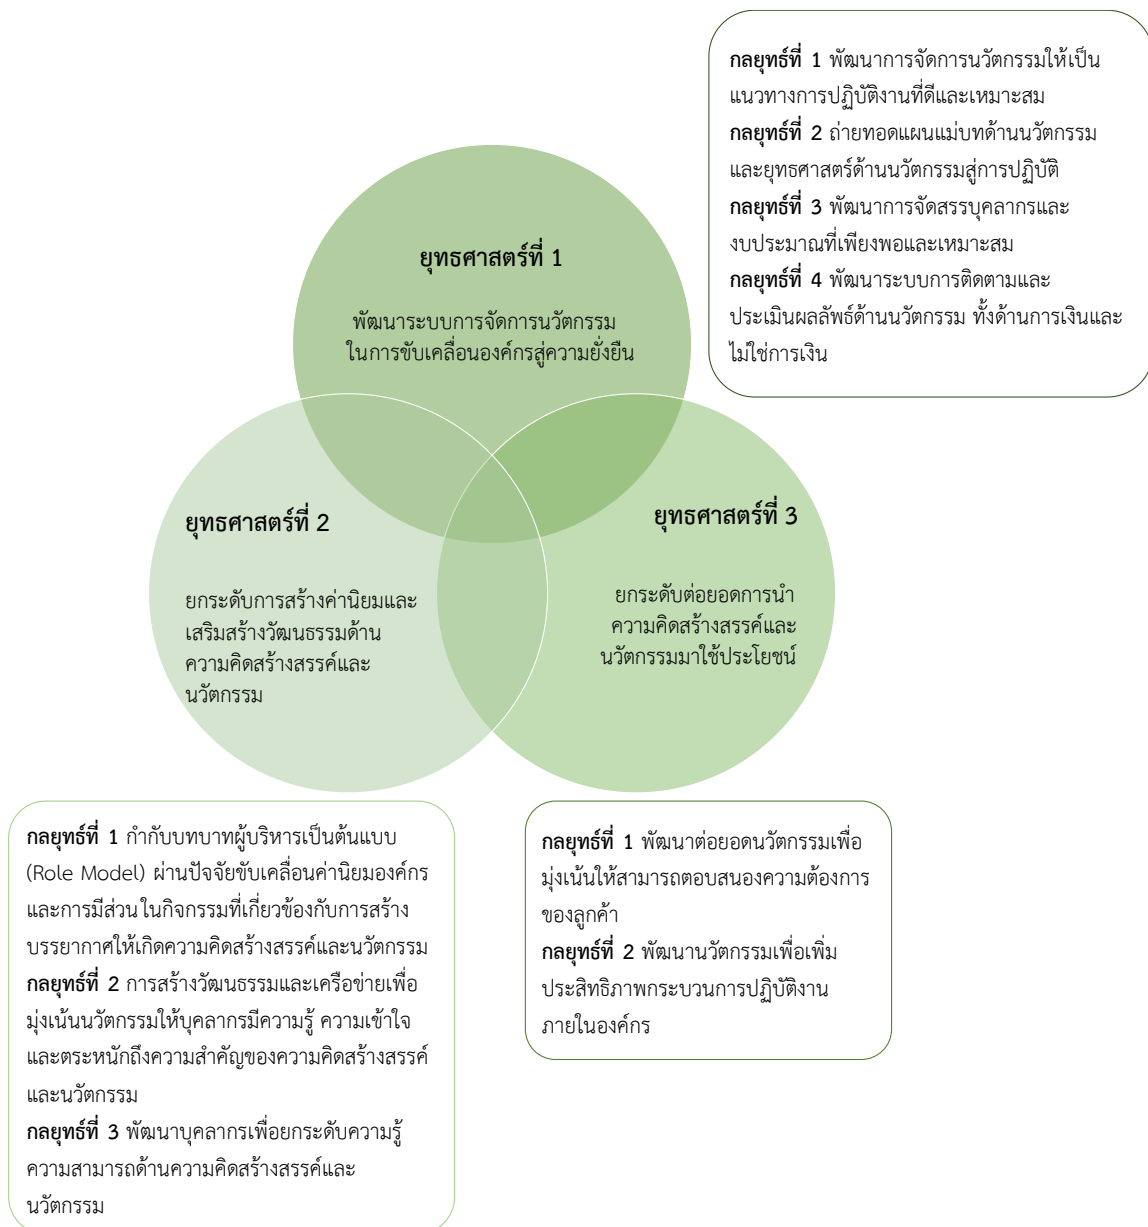 กลยุทธ์ที่ 1 พัฒนาการจัดการนวัตกรรมให้เป็น
แนวทางการปฏิบัติงานที่ดีและเหมาะสม
กลยุทธ์ที่ 2 ถ่ายทอดแผนแม่บทด้านนวัตกรรม
และยุทธศาสตร์ด้านนวัตกรรมสู่การปฏิบัติ
กลยุทธ์ที่ 3 พัฒนาการจัดสรรบุคลากรและ
งบประมาณที่เพียงพอและเหมาะสม
กลยุทธ์ที่ 4 พัฒนาระบบการติดตามและ
ประเมินผลลัพธ์ด้านนวัตกรรม ทั้งด้านการเงินและ
ไม่ใช่การเงิน
ยุทธศาสตร์ที่ 1
พัฒนาระบบการจัดการนวัตกรรม
ในการขับเคลื่อนองค์กรสู่ความยั่งยืน
ยุทธศาสตร์ที่ 2
ยกระดับการสร้างค่านิยมและ
เสริมสร้างวัฒนธรรมด้าน
ความคิดสร้างสรรค์และ
นวัตกรรม
ยุทธศาสตร์ที่ 3
ยกระดับต่อยอดการนำ
ความคิดสร้างสรรค์และ
นวัตกรรมมาใช้ประโยชน์
กลยุทธ์ที่ 1 กำกับบทบาทผู้บริหารเป็นต้นแบบ
(Role Model) ผ่านปัจจัยขับเคลื่อนค่านิยมองค์กร
และการมีส่วนในกิจกรรมที่เกี่ยวข้องกับการสร้าง
บรรยากาศให้เกิดความคิดสร้างสรรค์และนวัตกรรม
กลยุทธ์ที่ 2 การสร้างวัฒนธรรมและเครือข่ายเพื่อ
มุ่งเน้นนวัตกรรมให้บุคลากรมีความรู้ ความเข้าใจ
และตระหนักถึงความสำคัญของความคิดสร้างสรรค์
และนวัตกรรม
กลยุทธ์ที่ 3 พัฒนาบุคลากรเพื่อยกระดับความรู้
ความสามารถด้านความคิดสร้างสรรค์และ
นวัตกรรม
กลยุทธ์ที่ 1 พัฒนาต่อยอดนวัตกรรมเพื่อ
มุ่งเน้นให้สามารถตอบสนองความต้องการ
ของลูกค้า
กลยุทธ์ที่ 2 พัฒนานวัตกรรมเพื่อเพิ่ม
ประสิทธิภาพกระบวนการปฏิบัติงาน
ภายในองค์กร